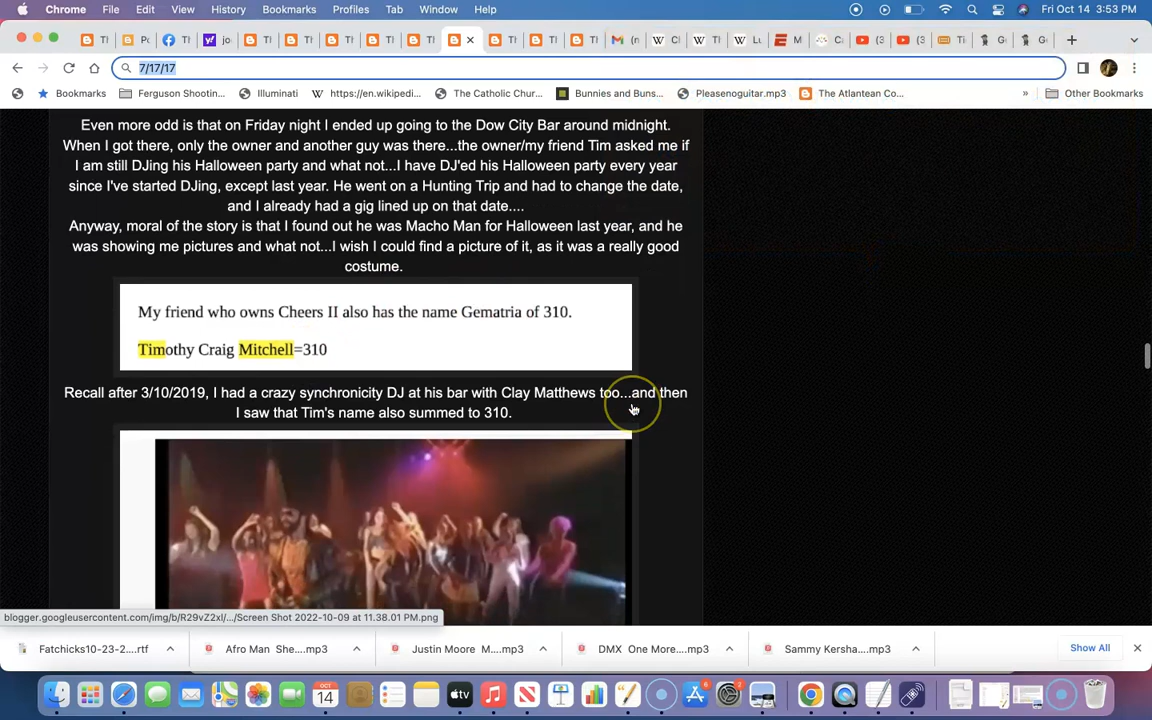 Chrome File Edit View History Bookmarks Profiles Tab Window Help Fri Oct 14 3:53 PM
7/17/17
Bookmarks Ferguson Shootin... Illuminati https://en.wikipedi... The Catholic Chur... Bunnies and Buns... Pleasenoguitar.mp3 The Atlantean Co... » Other Bookmarks
Even more odd is that on Friday night I ended up going to the Dow City Bar around midnight.
When I got there, only the owner and another guy was there...the owner/my friend Tim asked me if
I am still DJing his Halloween party and what not...I have DJ'ed his Halloween party every year
since I've started DJing, except last year. He went on a Hunting Trip and had to change the date,
and I already had a gig lined up on that date....
Anyway, moral of the story is that I found out he was Macho Man for Halloween last year, and he
was showing me pictures and what not...I wish I could find a picture of it, as it was a really good
costume.
My friend who owns Cheers II also has the name Gematria of 310.
Timothy Craig Mitchell=310
Recall after 3/10/2019, I had a crazy synchronicity DJ at his bar with Clay Matthews too...and then
I saw that Tim's name also summed to 310.
blogger.googleusercontent.com/img/b/R29vZ2xl/.../Screen Shot 2022-10-09 at 11.38.01 PM.png
Fatchicks10-23-2....rtf Afro Man She....mp3 Justin Moore M....mp3 DMX One More....mp3 Sammy Kersha....mp3 Show All
OCT
14